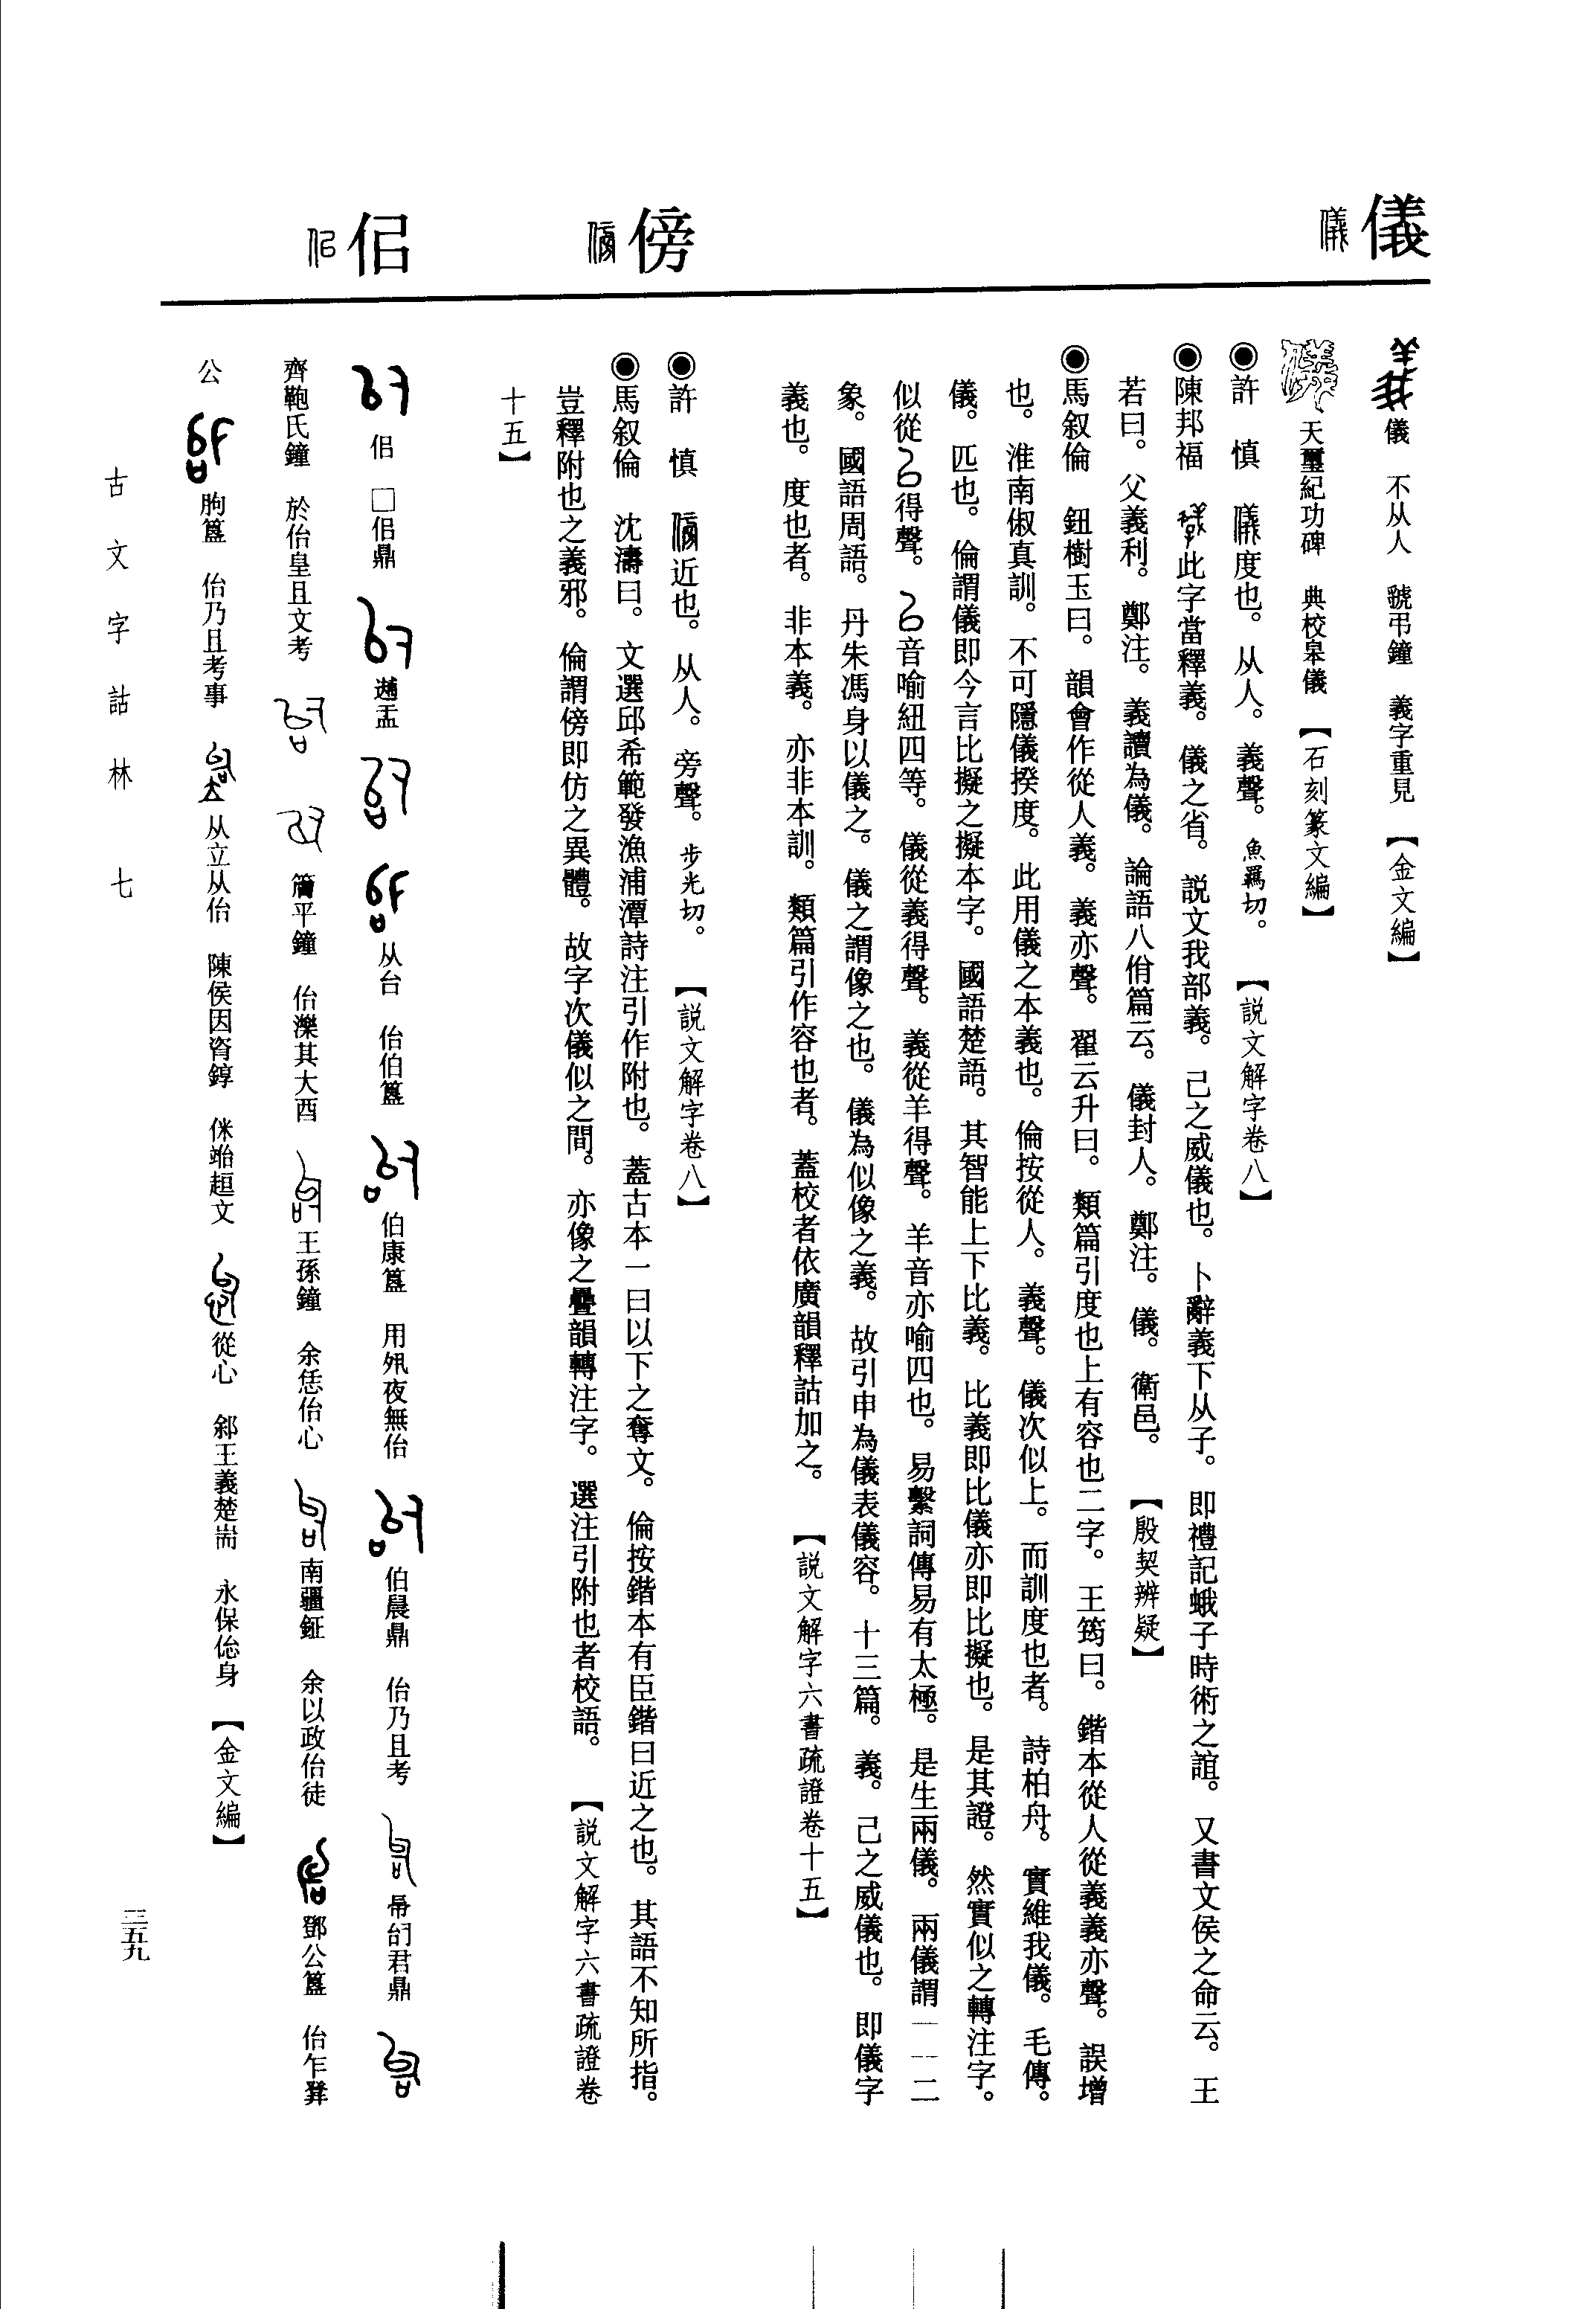 儀
儀　不从人　虢弔鐘　義字重見　【金文編】
天璽紀功碑　典校皋儀　【石刻篆文編】
◉許　慎　儀度也。从人。義聲。魚羈切。　【説文解字卷八】
◉陳邦福　此字當釋義。儀之省。説文我部義。己之威儀也。卜辭義下从子。即禮記蛾子時術之誼。又書文侯之命云。王
若曰。父義利。鄭注。義讀為儀。論語八佾篇云。儀封人。鄭注。儀。衛邑。　【殷契辨疑】
◉馬叙倫　鈕樹玉曰。韻會作從人義。義亦聲。翟云升曰。類篇引度也上有容也二字。王筠曰。鍇本從人從義義亦聲。誤增
也。淮南俶真訓。不可隱儀揆度。此用儀之本義也。倫按從人。義聲。儀次似上。而訓度也者。詩柏舟。實維我儀。毛傳。
儀。匹也。倫謂儀即今言比擬之擬本字。國語楚語。其智能上下比義。比義即比儀亦即比擬也。是其證。然實似之轉注字。
似從㠯得聲。㠯音喻紐四等。儀從義得聲。義從羊得聲。羊音亦喻四也。易繫詞傳易有太極。是生兩儀。兩儀謂一一二
象。國語周語。丹朱馮身以儀之。儀之謂像之也。儀為似像之義。故引申為儀表儀容。十三篇。義。己之威儀也。即儀字
義也。度也者。非本義。亦非本訓。類篇引作容也者。蓋校者依廣韻釋詁加之。　【説文解字六書疏證卷十五】
傍
◉許　慎　傍近也。从人。旁聲。步光切。　【説文解字卷八】
◉馬叙倫　沈濤曰。文選邱希範發漁浦潭詩注引作附也。蓋古本一曰以下之奪文。倫按鍇本有臣鍇曰近之也。其語不知所指。
豈釋附也之義邪。倫謂傍即仿之異體。故字次儀似之間。亦像之疊韻轉注字。選注引附也者校語。　【説文解字六書疏證卷
十五】
佀
佀　□佀鼎　趞盂　从台　佁伯簋　伯康簋　用夙夜無佁　伯晨鼎　佁乃且考　君鼎
齊鞄氏鐘　於佁皇且文考　簷平鐘　佁濼其大酉　王孫鐘　余恁佁心　南疆鉦　余以政佁徒　鄧公簋　佁乍
公　胊簋　佁乃且考事　从立从佁　陳侯因𬁼錞　桓文　從心　䣄王義楚耑　永保身　【金文編】
古文字詁林　七
三五九